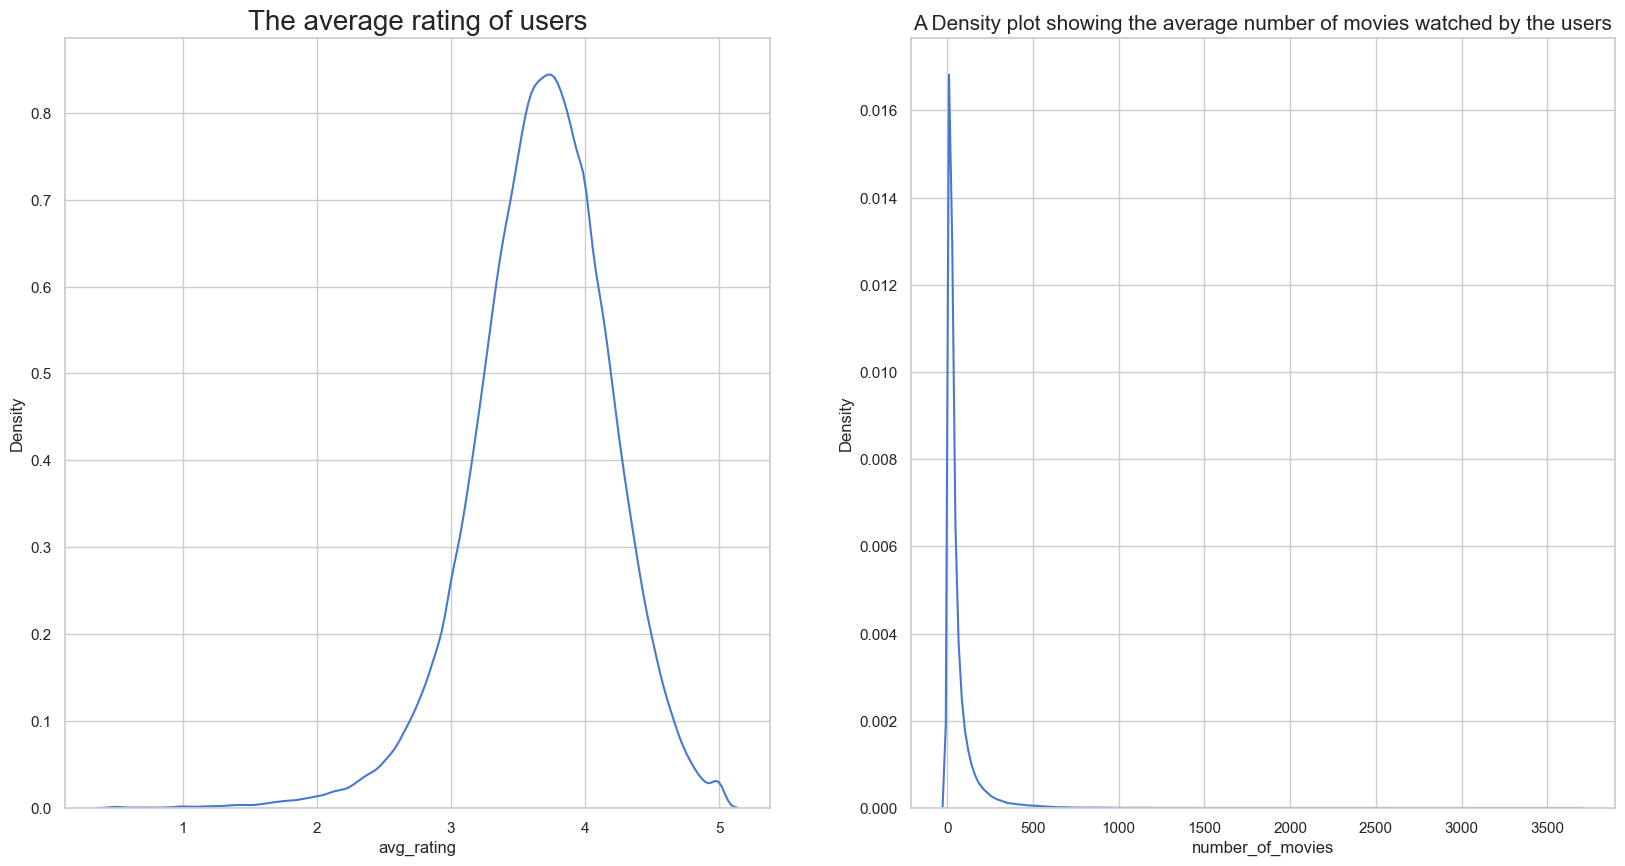 The average rating of users
0.8
0.7
0.6
0.5
0.4
0.3
0.2
0.1
0.0
Density
1 2 3 4 5
avg_rating
A Density plot showing the average number of movies watched by the users
0.016
0.014
0.012
0.010
0.008
0.006
0.004
0.002
0.000
Density
0 500 1000 1500 2000 2500 3000 3500
number_of_movies